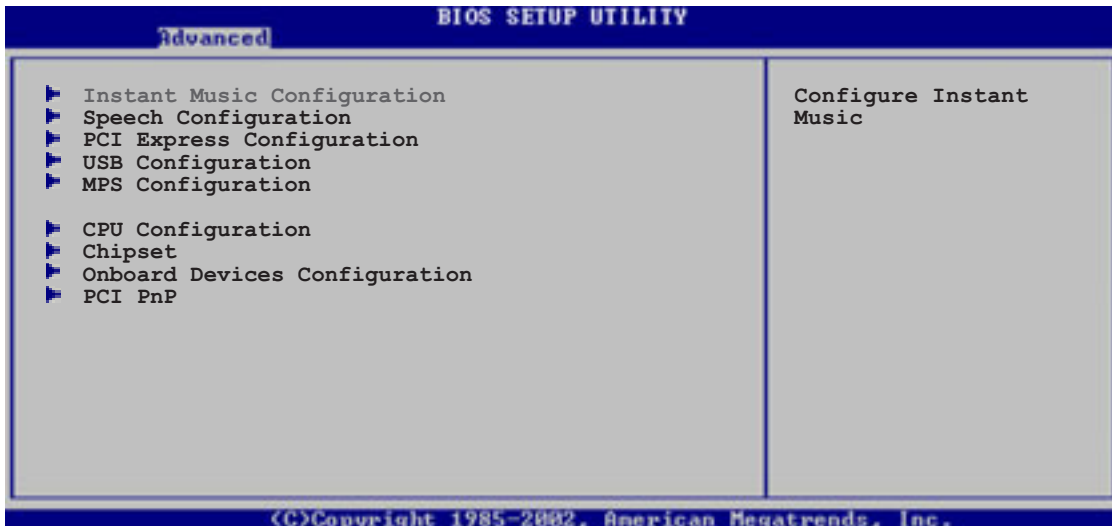 BIOS SETUP UTILITY
Advanced
Instant Music Configuration
Speech Configuration
PCI Express Configuration
USB Configuration
MPS Configuration
CPU Configuration
Chipset
Onboard Devices Configuration
PCI PnP
Configure Instant
Music
(C)Copyright 1985-2002, American Megatrends, Inc.